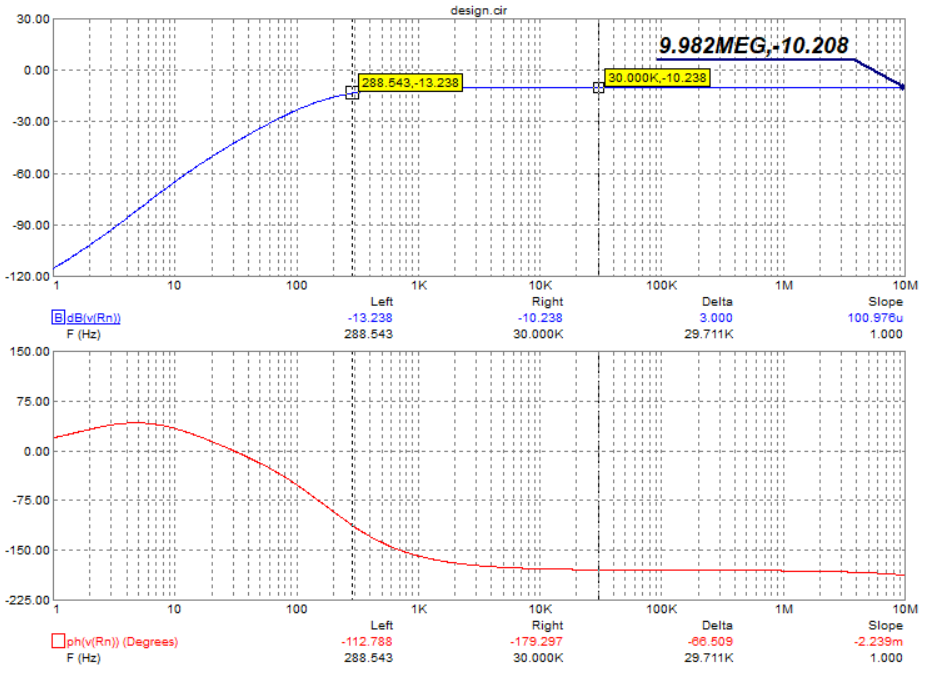 design.cir
30.00
9.982MEG,-10.208
0.00
288.543,-13.238
30.000K,-10.238
-30.00
-60.00
-90.00
-120.00
1 10 100 1K 10K 100K 1M 10M
Left Right Delta Slope
B dB(v(Rn)) -13.238 -10.238 3.000 100.976u
F (Hz) 288.543 30.000K 29.711K 1.000
150.00
75.00
0.00
-75.00
-150.00
-225.00
1 10 100 1K 10K 100K 1M 10M
Left Right Delta Slope
ph(v(Rn)) (Degrees) -112.788 -179.297 -66.509 -2.239m
F (Hz) 288.543 30.000K 29.711K 1.000